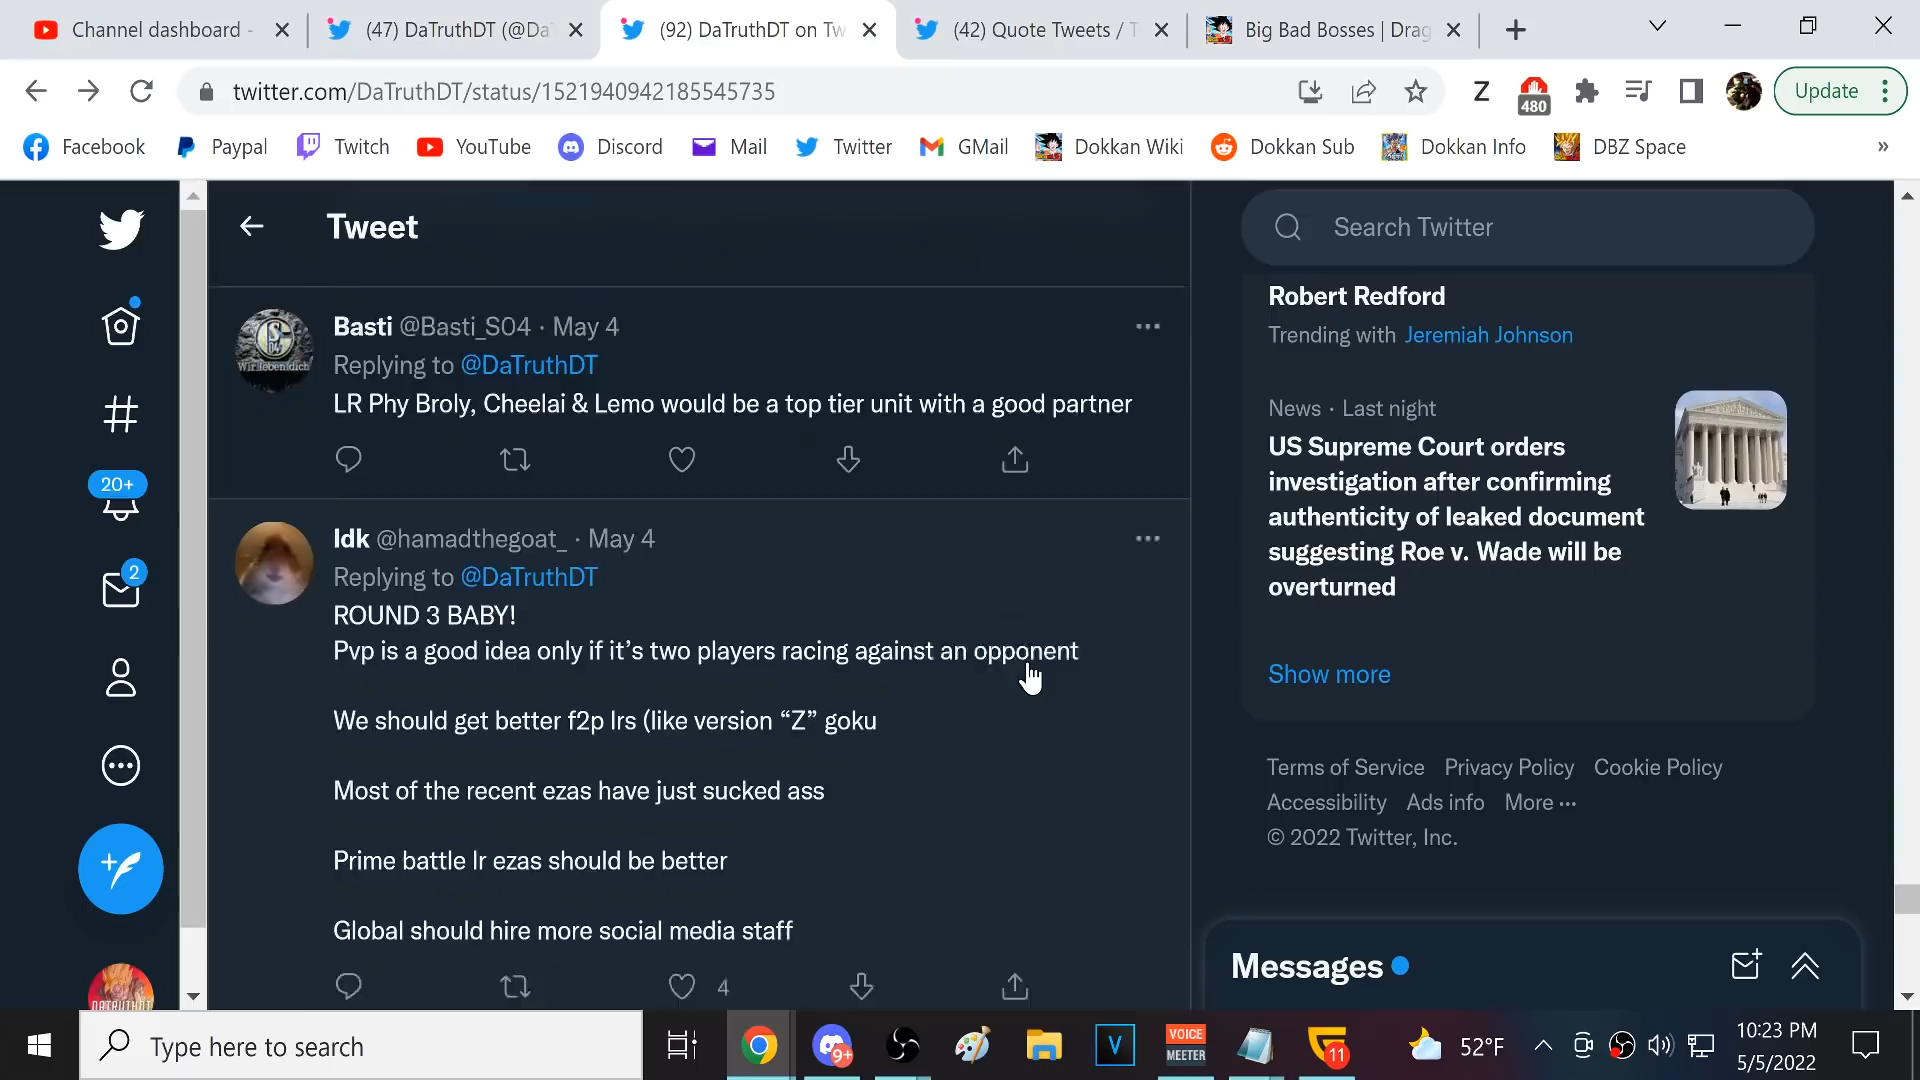 Channel dashboard -
(47) DaTruthDT (@Da
(92) DaTruthDT on Tw
(42) Quote Tweets / T
Big Bad Bosses | Drag
twitter.com/DaTruthDT/status/1521940942185545735
Z
480
Update
Facebook
Paypal
Twitch
YouTube
Discord
Mail
Twitter
GMail
Dokkan Wiki
Dokkan Sub
Dokkan Info
DBZ Space
»
Tweet
Basti @Basti_S04 · May 4
Replying to @DaTruthDT
LR Phy Broly, Cheelai & Lemo would be a top tier unit with a good partner
Idk @hamadthegoat_ · May 4
Replying to @DaTruthDT
ROUND 3 BABY!
Pvp is a good idea only if it’s two players racing against an opponent
We should get better f2p lrs (like version “Z” goku
Most of the recent ezas have just sucked ass
Prime battle lr ezas should be better
Global should hire more social media staff
4
20+
2
Search Twitter
Robert Redford
Trending with Jeremiah Johnson
News · Last night
US Supreme Court orders
investigation after confirming
authenticity of leaked document
suggesting Roe v. Wade will be
overturned
Show more
Terms of Service Privacy Policy Cookie Policy
Accessibility Ads info More ···
© 2022 Twitter, Inc.
Messages
Type here to search
9+
V
VOICE
MEETER
11
52°F
10:23 PM
5/5/2022